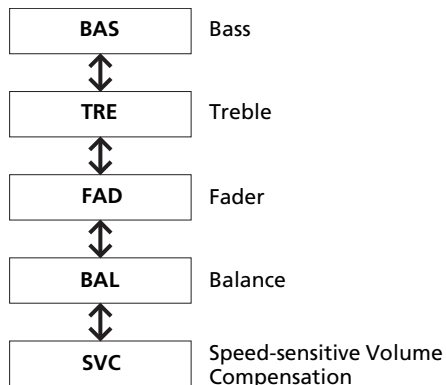 BAS Bass
TRE Treble
FAD Fader
BAL Balance
SVC Speed-sensitive Volume
Compensation